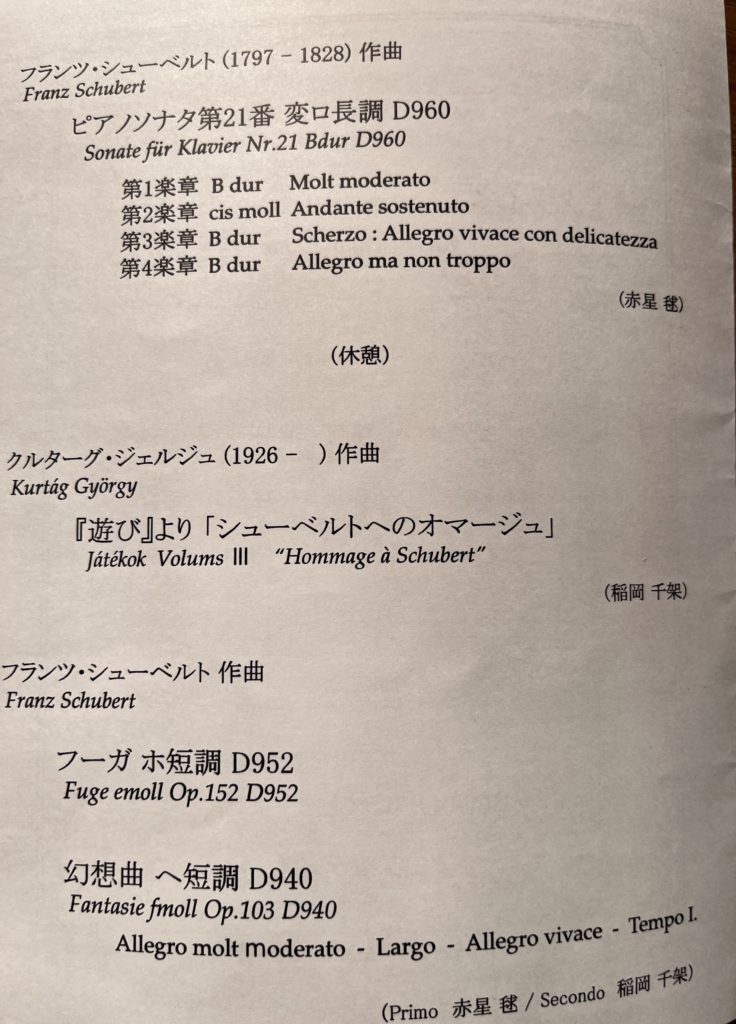 フランツ・シューベルト (1797 - 1828) 作曲
Franz Schubert
ピアノソナタ第21番 変ロ長調 D960
Sonate für Klavier Nr.21 Bdur D960
第1楽章 B dur Molt moderato
第2楽章 cis moll Andante sostenuto
第3楽章 B dur Scherzo : Allegro vivace con delicatezza
第4楽章 B dur Allegro ma non troppo
(赤星 毬)
(休憩)
クルターグ・ジェルジュ (1926 - ) 作曲
Kurtág György
『遊び』より「シューベルトへのオマージュ」
Játékok Volums Ⅲ “Hommage à Schubert”
(稲岡 千架)
フランツ・シューベルト 作曲
Franz Schubert
フーガ ホ短調 D952
Fuge emoll Op.152 D952
幻想曲 ヘ短調 D940
Fantasie fmoll Op.103 D940
Allegro molt moderato - Largo - Allegro vivace - Tempo I.
(Primo 赤星 毬 / Secondo 稲岡 千架)